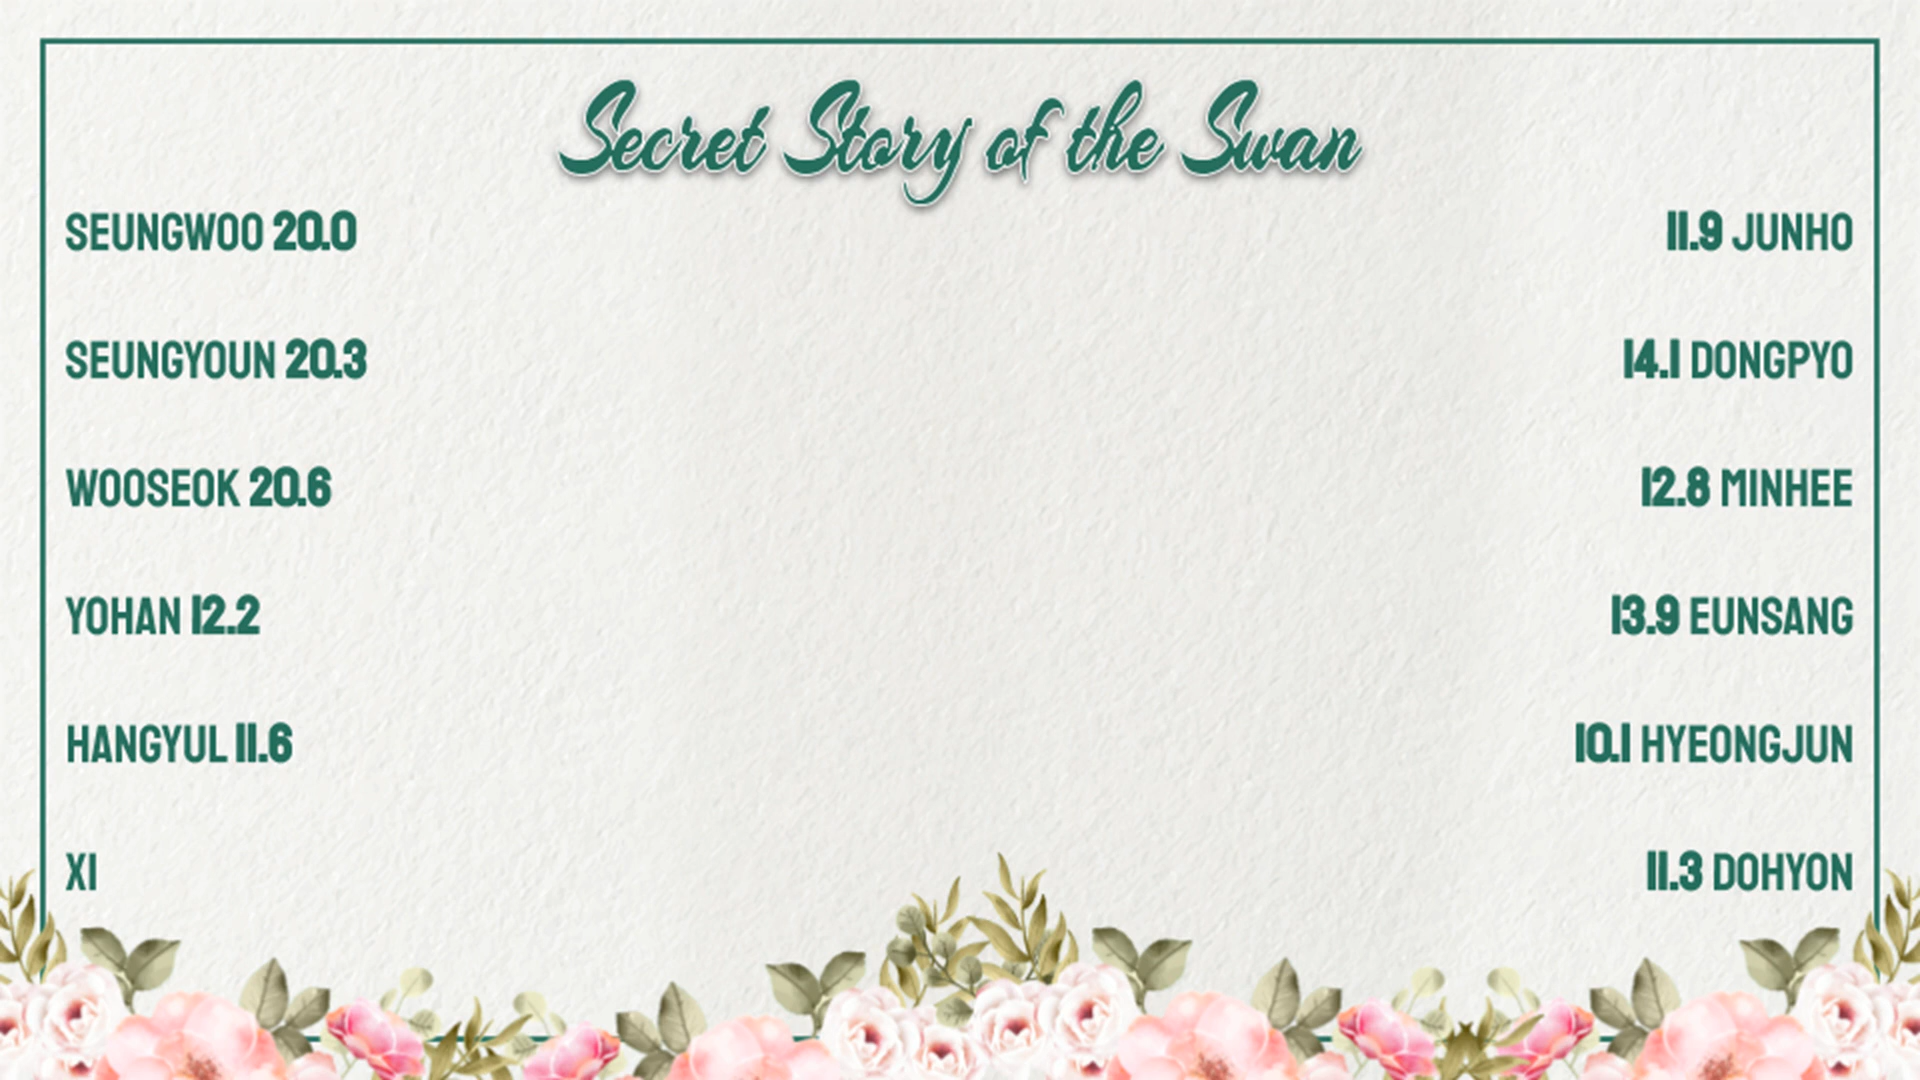 Secret Story of the Swan
SEUNGWOO 20.0
11.9 JUNHO
SEUNGYOUN 20.3
14.1 DONGPYO
WOOSEOK 20.6
12.8 MINHEE
YOHAN 12.2
13.9 EUNSANG
HANGYUL 11.6
10.1 HYEONGJUN
XI
11.3 DOHYON